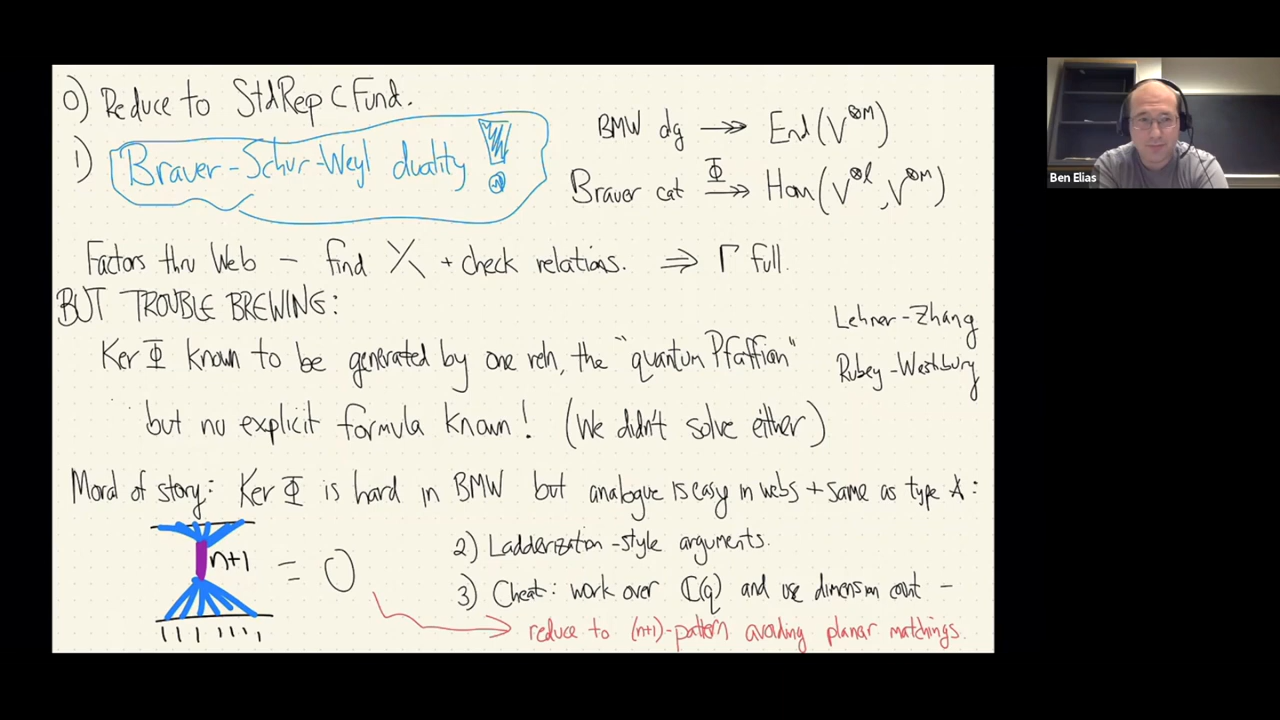 0) Reduce to StdRep ⊂ Fund.
1) Brauer-Schur-Weyl duality!
BMW alg ↠ End(V^{⊗m})
Brauer cat Φ ↠ Hom(V^{⊗l}, V^{⊗m})
Factors thru Web - find X + check relations. ⇒ Γ full.
BUT TROUBLE BREWING:
Lehrer-Zhang
Rubey-Westbury
Ker Φ known to be generated by one reln, the "quantum Pfaffian"
but no explicit formula known! (We didn't solve either)
Moral of story: Ker Φ is hard in BMW but analogue is easy in webs + same as type A:
n+1 = 0
2) Ladderization-style arguments.
3) Cheat: work over ℂ(q) and use dimension count -
reduce to (n+1)-pattern avoiding planar matchings.
Ben Elias